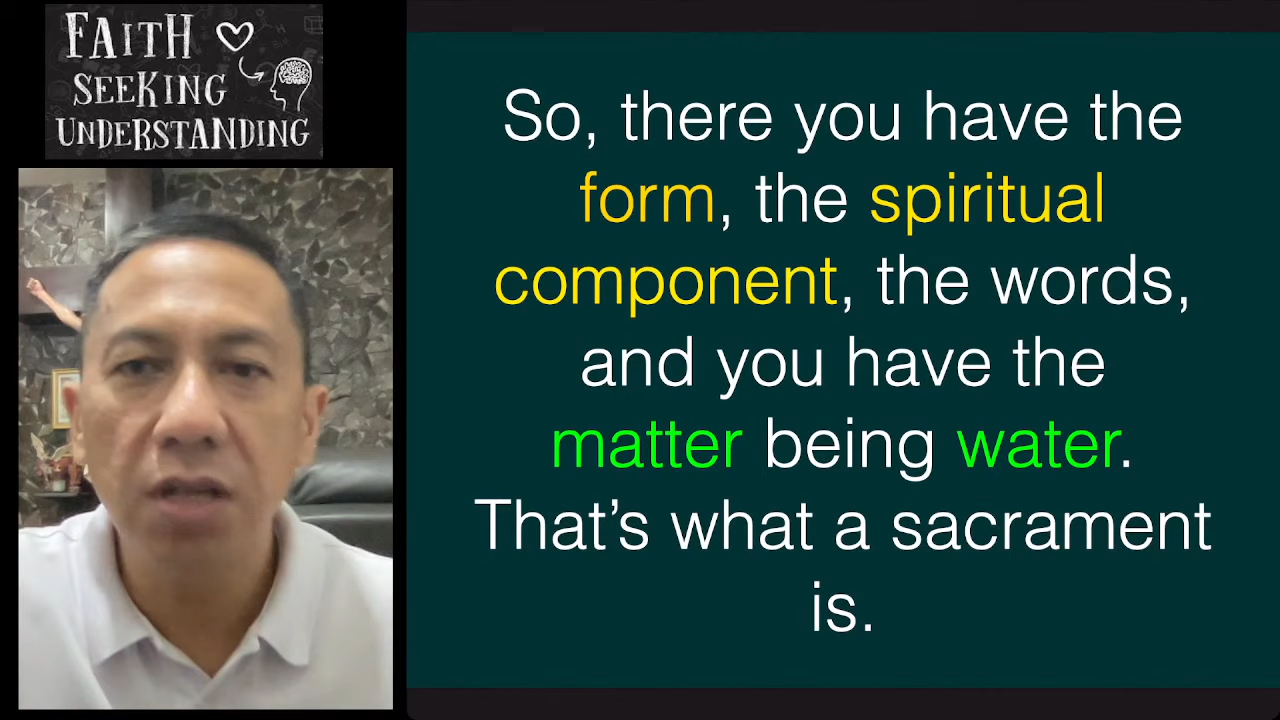 FAITH
SEEKING
UNDERSTANDING
So, there you have the
form, the spiritual
component, the words,
and you have the
matter being water.
That’s what a sacrament
is.